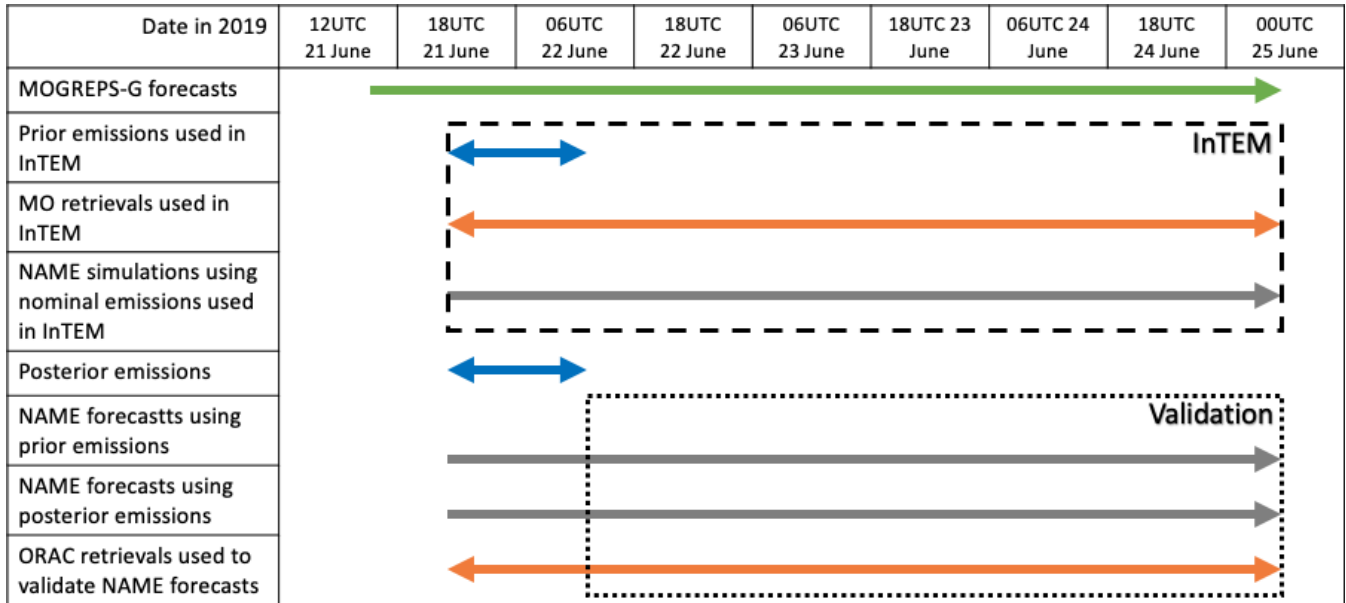 Date in 2019
12UTC
21 June
18UTC
21 June
06UTC
22 June
18UTC
22 June
06UTC
23 June
18UTC 23
June
06UTC 24
June
18UTC
24 June
00UTC
25 June
MOGREPS-G forecasts
Prior emissions used in
InTEM
InTEM
MO retrievals used in
InTEM
NAME simulations using
nominal emissions used
in InTEM
Posterior emissions
NAME forecastts using
prior emissions
Validation
NAME forecasts using
posterior emissions
ORAC retrievals used to
validate NAME forecasts